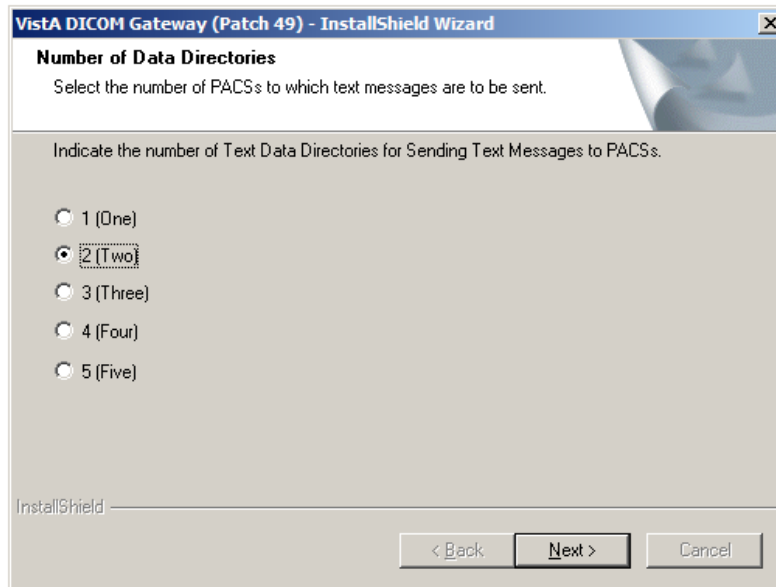 VistA DICOM Gateway (Patch 49) - InstallShield Wizard
Number of Data Directories
Select the number of PACSs to which text messages are to be sent.
Indicate the number of Text Data Directories for Sending Text Messages to PACSs.
1 (One)
2 (Two)
3 (Three)
4 (Four)
5 (Five)
InstallShield
< Back Next > Cancel